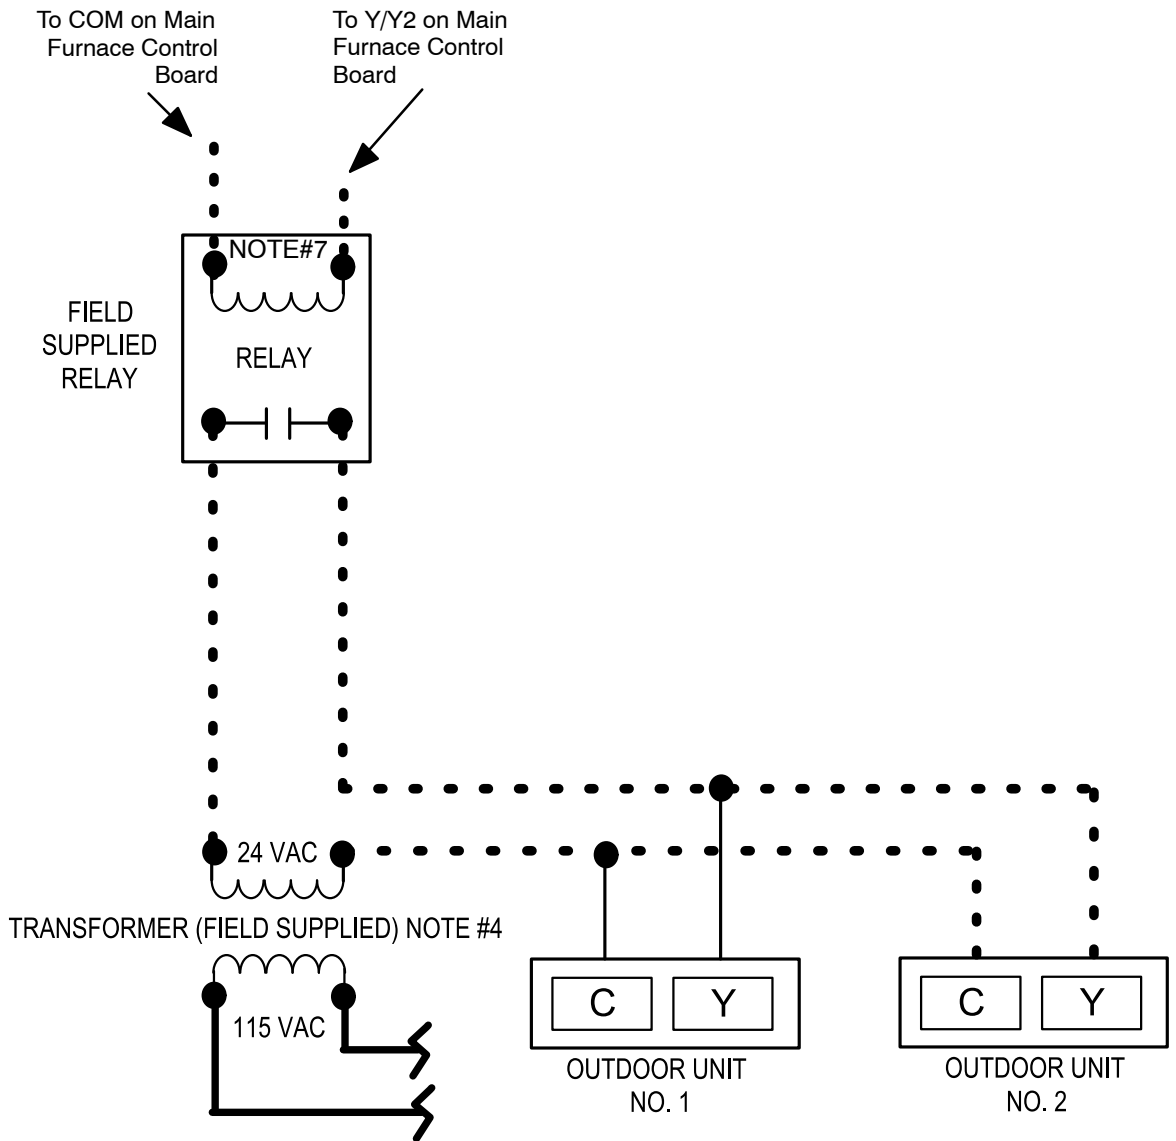 To COM on Main
Furnace Control
Board
To Y/Y2 on Main
Furnace Control
Board
NOTE#7
FIELD
SUPPLIED
RELAY
RELAY
24 VAC
TRANSFORMER (FIELD SUPPLIED) NOTE #4
115 VAC
C
Y
OUTDOOR UNIT
NO. 1
C
Y
OUTDOOR UNIT
NO. 2